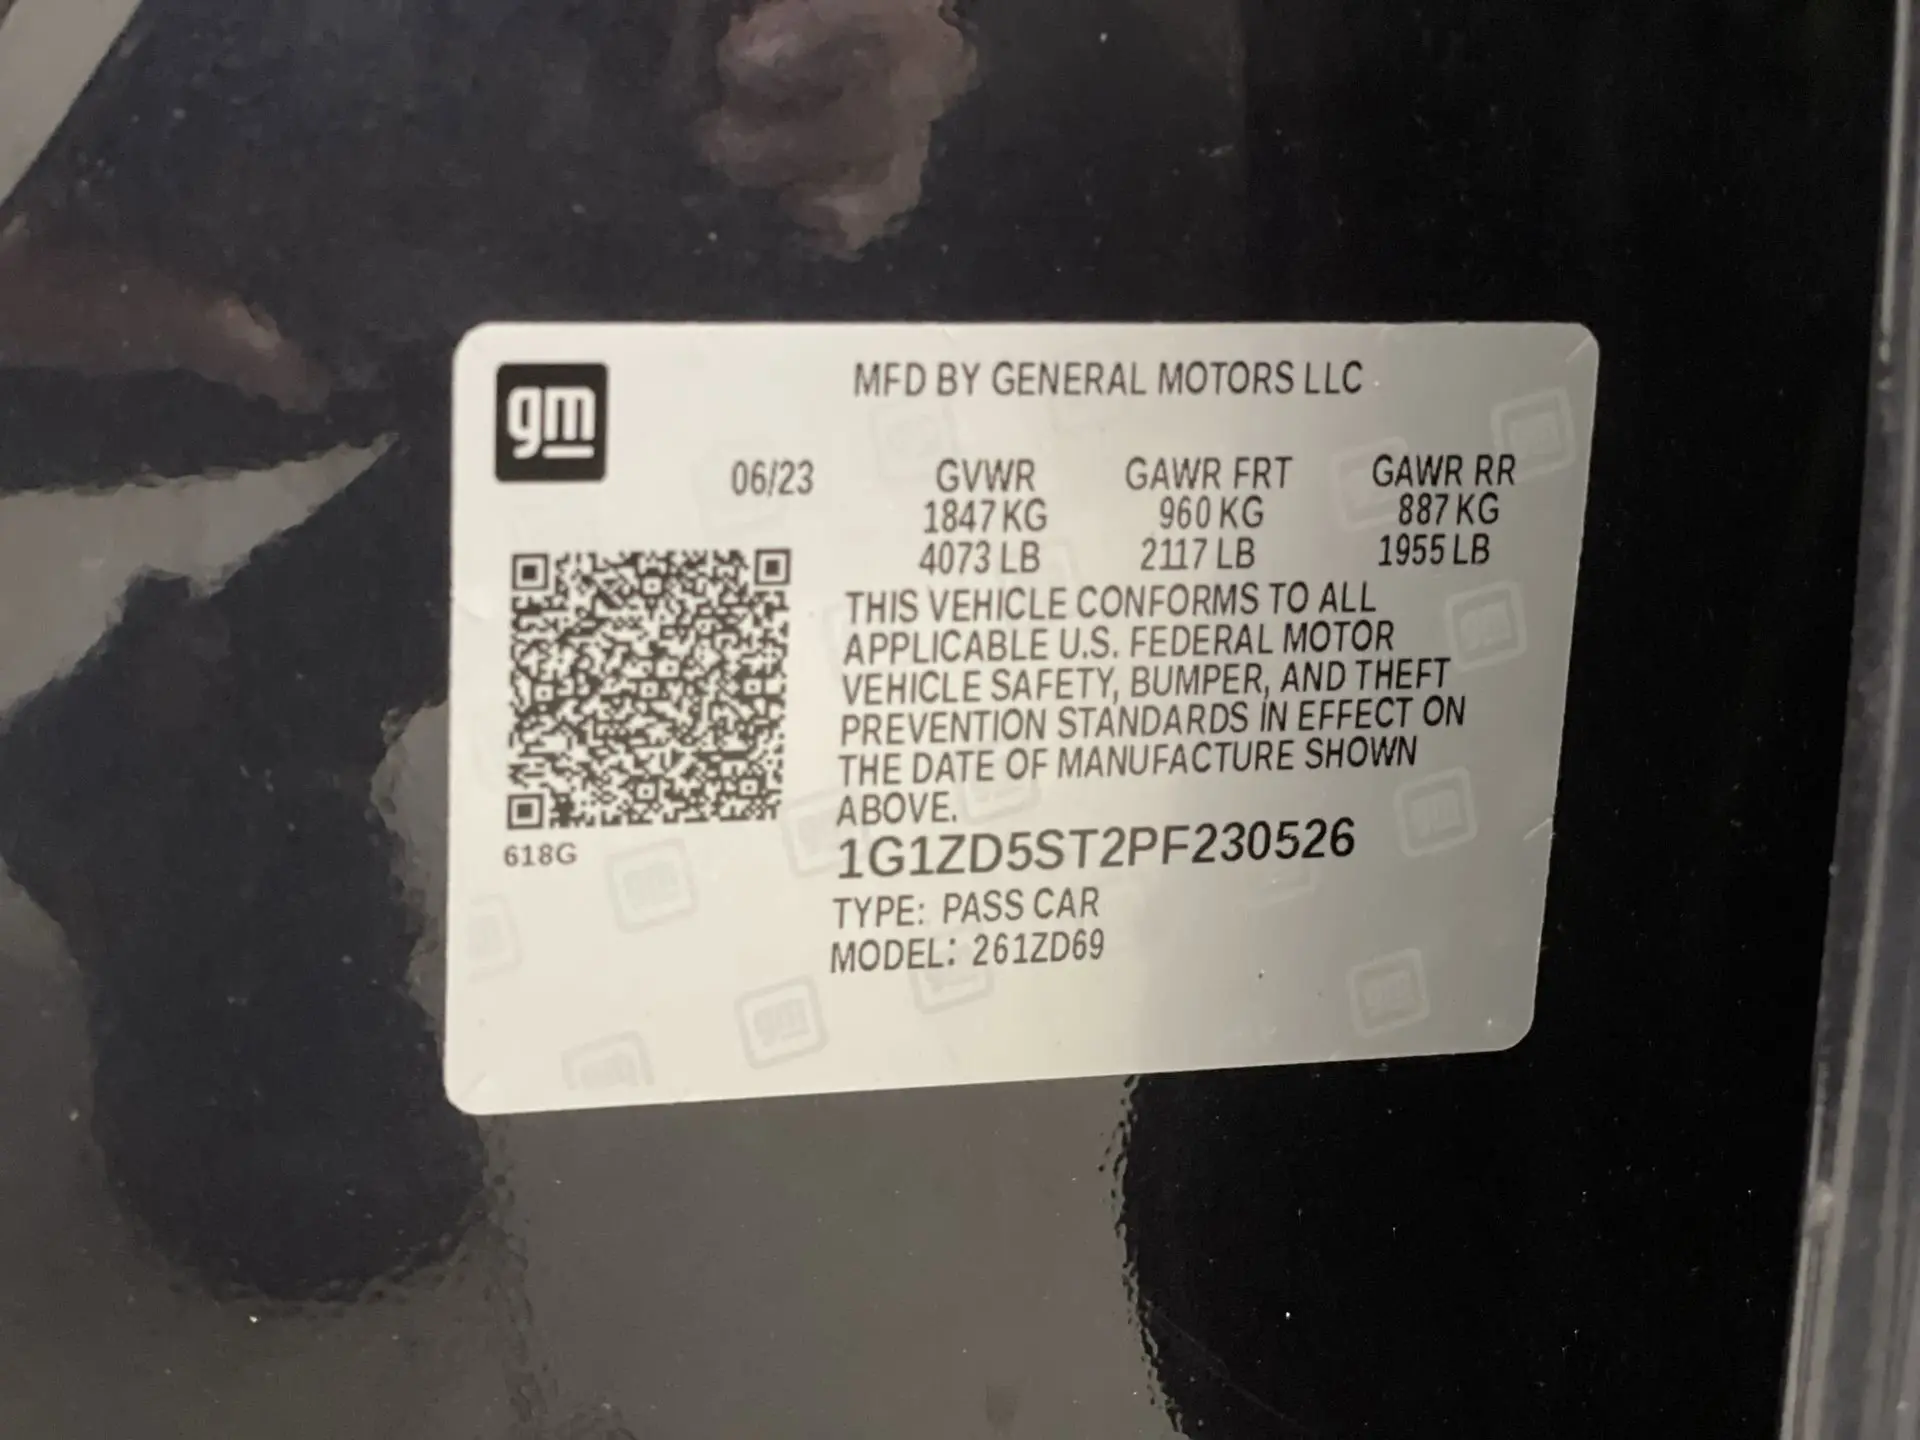 gm
MFD BY GENERAL MOTORS LLC
06/23 GVWR GAWR FRT GAWR RR
1847 KG 960 KG 887 KG
4073 LB 2117 LB 1955 LB
THIS VEHICLE CONFORMS TO ALL
APPLICABLE U.S. FEDERAL MOTOR
VEHICLE SAFETY, BUMPER, AND THEFT
PREVENTION STANDARDS IN EFFECT ON
THE DATE OF MANUFACTURE SHOWN
ABOVE.
618G
1G1ZD5ST2PF230526
TYPE: PASS CAR
MODEL: 261ZD69